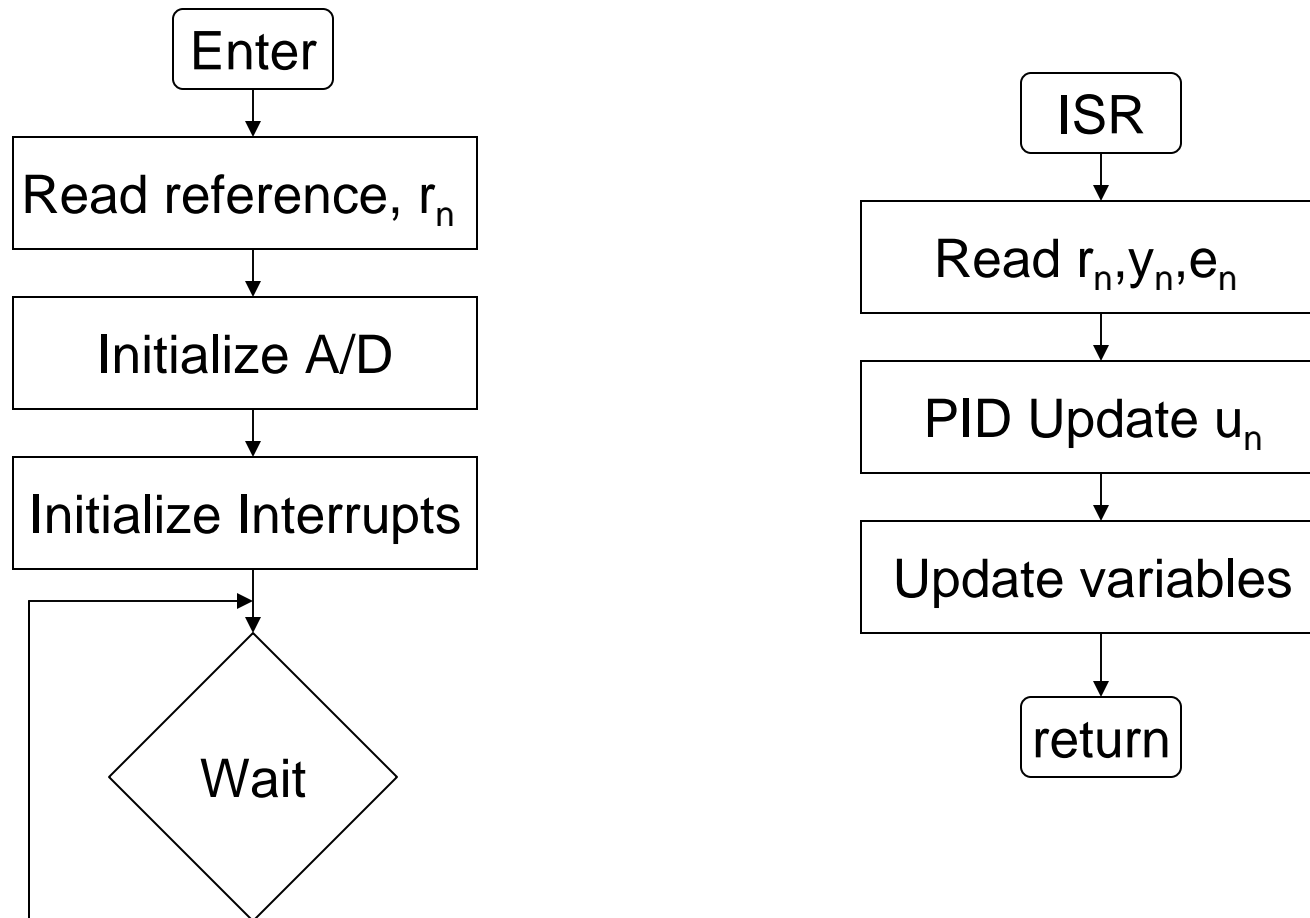 Enter
Read reference, rₙ
Initialize A/D
Initialize Interrupts
Wait
ISR
Read rₙ,yₙ,eₙ
PID Update uₙ
Update variables
return